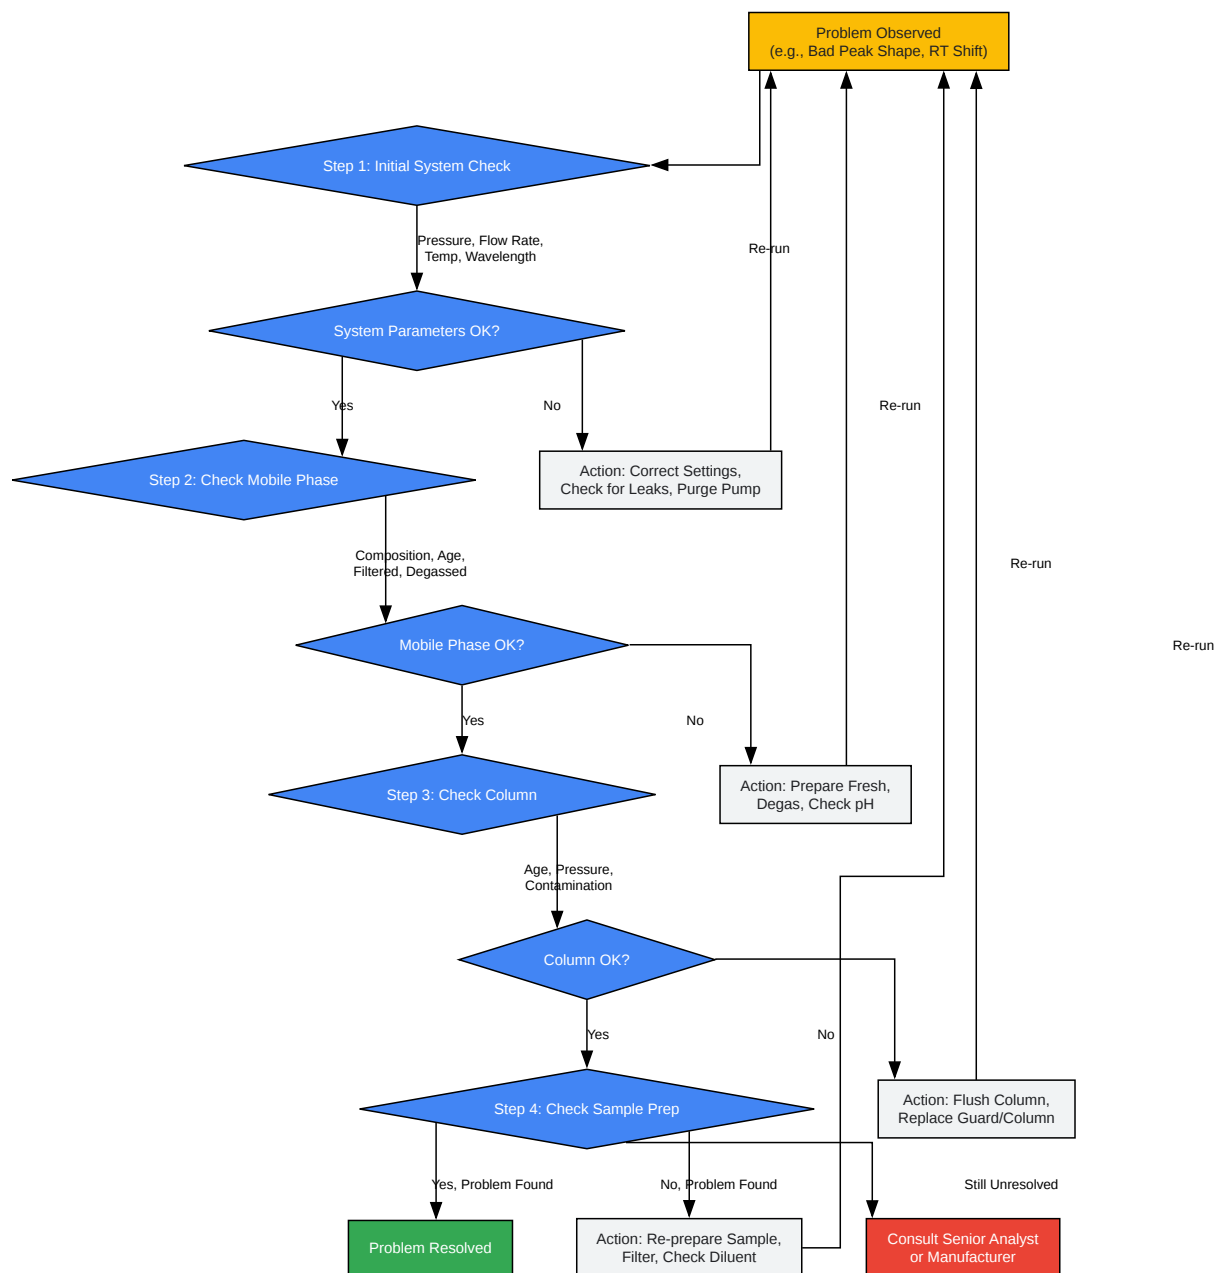 Problem Observed
(e.g., Bad Peak Shape, RT Shift)
Step 1: Initial System Check
Pressure, Flow Rate,
Temp, Wavelength
Re-run
System Parameters OK?
Yes
No
Re-run
Step 2: Check Mobile Phase
Action: Correct Settings,
Check for Leaks, Purge Pump
Composition, Age,
Filtered, Degassed
Re-run
Mobile Phase OK?
Re-run
Yes
No
Step 3: Check Column
Action: Prepare Fresh,
Degas, Check pH
Age, Pressure,
Contamination
Column OK?
Yes
No
Step 4: Check Sample Prep
Action: Flush Column,
Replace Guard/Column
Yes, Problem Found
No, Problem Found
Still Unresolved
Problem Resolved
Action: Re-prepare Sample,
Filter, Check Diluent
Consult Senior Analyst
or Manufacturer